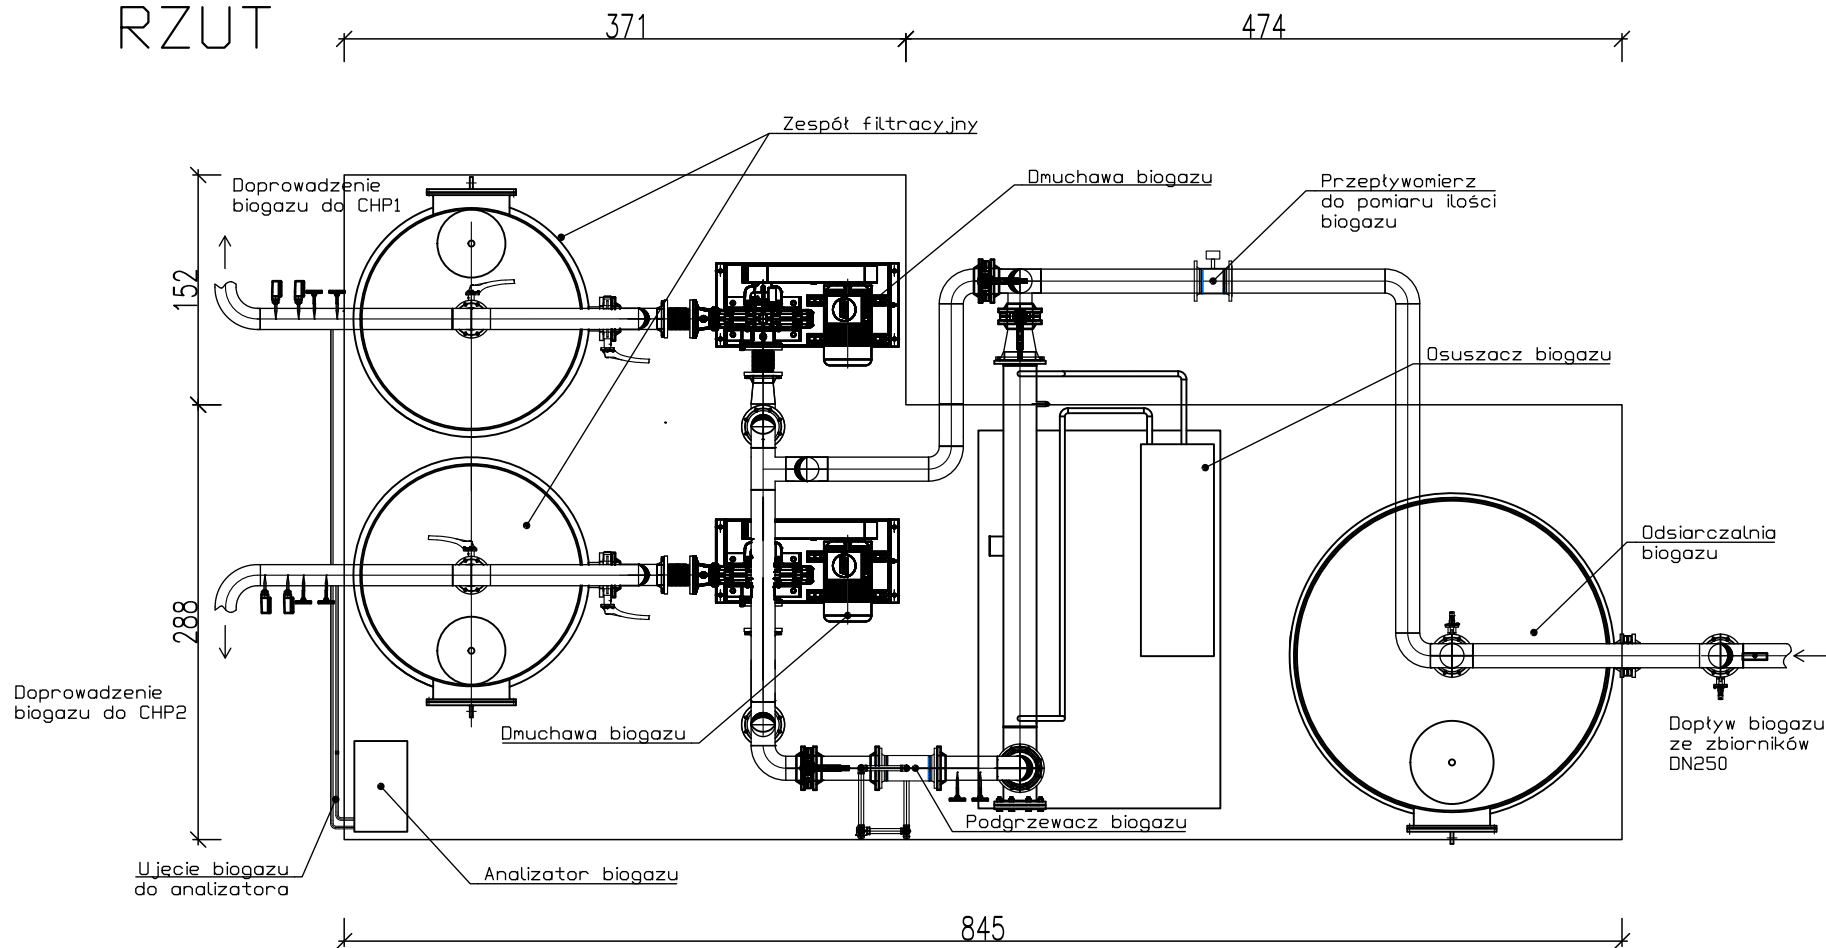 RZUT
371
474
Zespół filtracyjny
Doprowadzenie
biogazu do CHP1
Dmuchawa biogazu
Przepływomierz
do pomiaru ilości
biogazu
152
Osuszacz biogazu
Odsiarczalnia
biogazu
288
Doprowadzenie
biogazu do CHP2
Dmuchawa biogazu
Dopływ biogazu
ze zbiorników
DN250
Podgrzewacz biogazu
Ujęcie biogazu
do analizatora
Analizator biogazu
845